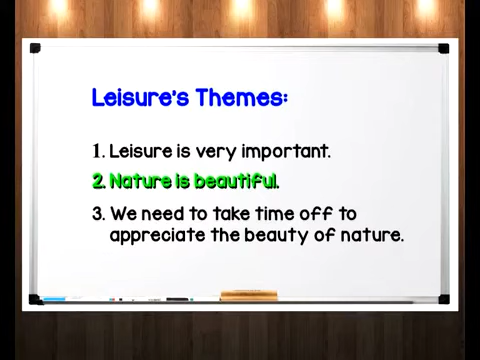 Leisure's Themes:
1. Leisure is very important.
2. Nature is beautiful.
3. We need to take time off to
appreciate the beauty of nature.